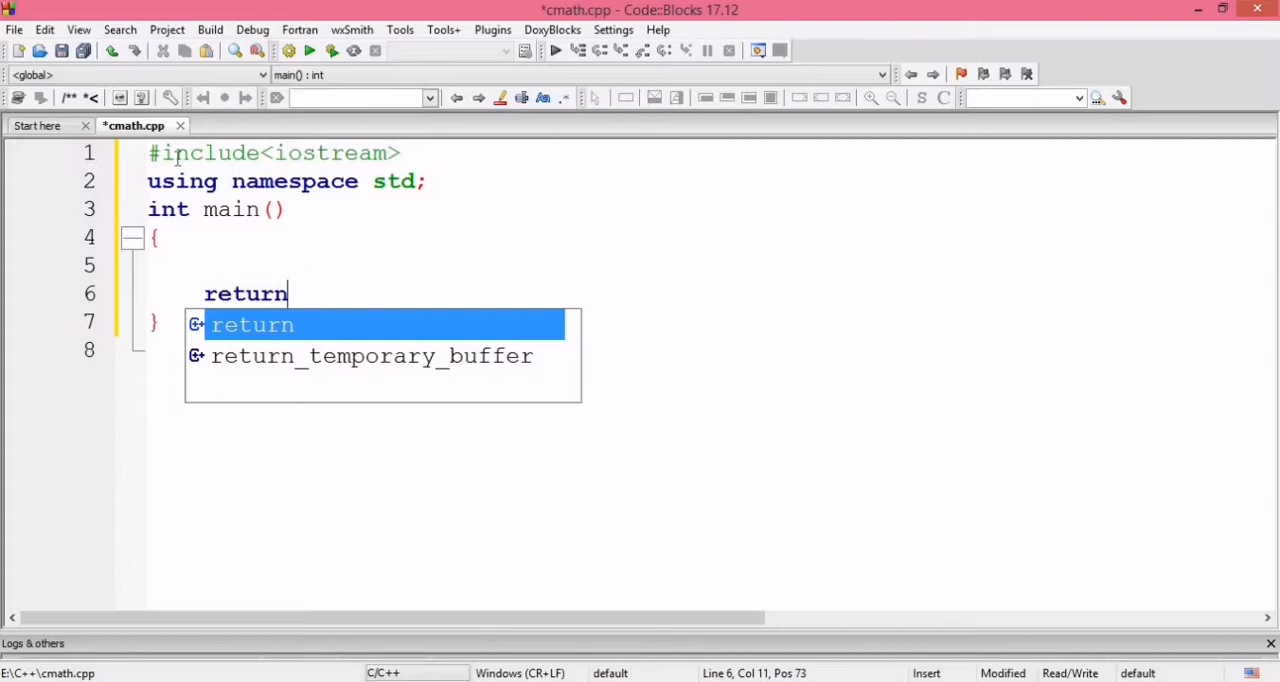 *cmath.cpp - Code::Blocks 17.12
File Edit View Search Project Build Debug Fortran wxSmith Tools Tools+ Plugins DoxyBlocks Settings Help
<global> main() : int
/** *< S C
Start here *cmath.cpp
1 #include<iostream>
2 using namespace std;
3 int main()
4 {
5
6 return
7 }
return
8
return_temporary_buffer
Logs & others
E:\C++\cmath.cpp C/C++ Windows (CR+LF) default Line 6, Col 11, Pos 73 Insert Modified Read/Write default